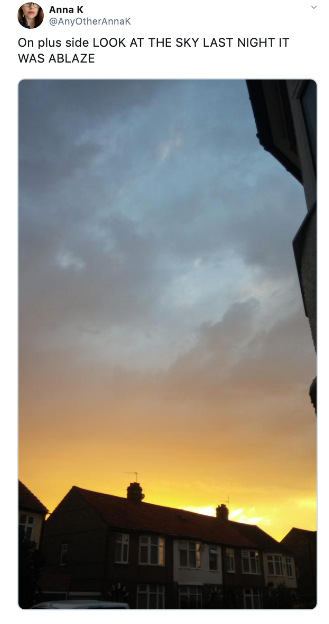 Anna K
@AnyOtherAnnaK
On plus side LOOK AT THE SKY LAST NIGHT IT
WAS ABLAZE